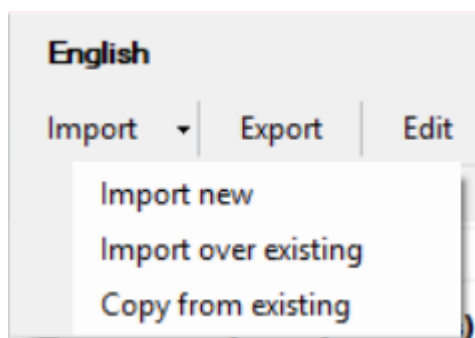 English
Import Export Edit
Import new
Import over existing
Copy from existing
)